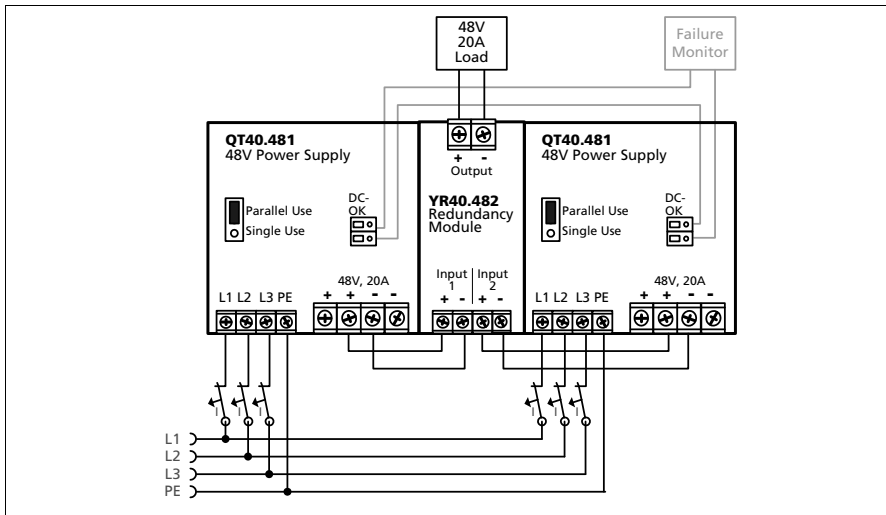 48V
20A
Load
Failure
Monitor
QT40.481
48V Power Supply
Parallel Use
Single Use
DC-
OK
48V, 20A
+ + - -
L1 L2 L3 PE
+ -
Output
YR40.482
Redundancy
Module
Input
1
Input
2
+ - + -
QT40.481
48V Power Supply
Parallel Use
Single Use
DC-
OK
48V, 20A
+ + - -
L1 L2 L3 PE
I I I
I I I
L1
L2
L3
PE